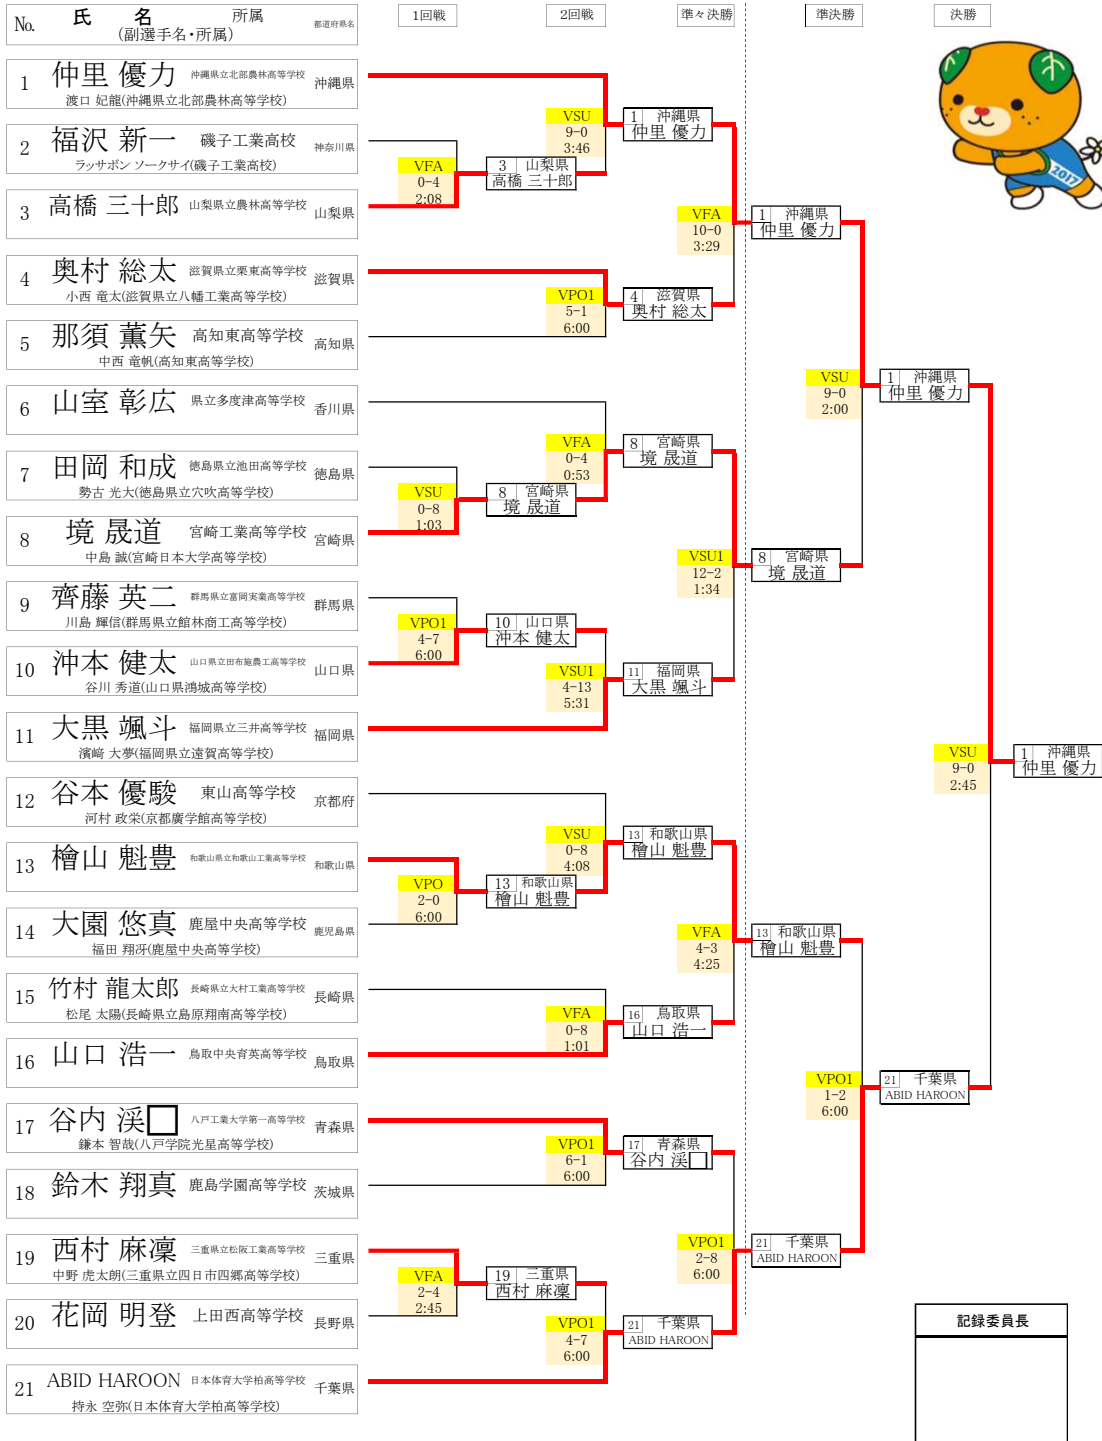 No. 氏 名 所属 都道府県名
(副選手名・所属)
1回戦 2回戦 準々決勝 準決勝 決勝
1 仲里 優力 沖縄県立北部農林高等学校 沖縄県
渡口 妃龍(沖縄県立北部農林高等学校)
2 福沢 新一 磯子工業高校 神奈川県
ラッサボン ソークサイ(磯子工業高校)
3 高橋 三十郎 山梨県立農林高等学校 山梨県
4 奥村 総太 滋賀県立栗東高等学校 滋賀県
小西 竜太(滋賀県立八幡工業高等学校)
5 那須 薫矢 高知東高等学校 高知県
中西 竜帆(高知東高等学校)
6 山室 彰広 県立多度津高等学校 香川県
7 田岡 和成 徳島県立池田高等学校 徳島県
勢古 光大(徳島県立穴吹高等学校)
8 境 晟道 宮崎工業高等学校 宮崎県
中島 誠(宮崎日本大学高等学校)
9 齊藤 英二 群馬県立富岡実業高等学校 群馬県
川島 輝信(群馬県立館林商工高等学校)
10 沖本 健太 山口県立田布施農工高等学校 山口県
谷川 秀道(山口県鴻城高等学校)
11 大黒 颯斗 福岡県立三井高等学校 福岡県
濱﨑 大夢(福岡県立遠賀高等学校)
12 谷本 優駿 東山高等学校 京都府
河村 政栄(京都廣学館高等学校)
13 檜山 魁豊 和歌山県立和歌山工業高等学校 和歌山県
14 大園 悠真 鹿屋中央高等学校 鹿児島県
福田 翔冴(鹿屋中央高等学校)
15 竹村 龍太郎 長崎県立大村工業高等学校 長崎県
松尾 太陽(長崎県立島原翔南高等学校)
16 山口 浩一 鳥取中央育英高等学校 鳥取県
17 谷内 渓□ 八戸工業大学第一高等学校 青森県
鎌本 智哉(八戸学院光星高等学校)
18 鈴木 翔真 鹿島学園高等学校 茨城県
19 西村 麻凜 三重県立松阪工業高等学校 三重県
中野 虎太朗(三重県立四日市四郷高等学校)
20 花岡 明登 上田西高等学校 長野県
21 ABID HAROON 日本体育大学柏高等学校 千葉県
持永 空弥(日本体育大学柏高等学校)
VFA
0-4
2:08
VSU
0-8
1:03
VPO1
4-7
6:00
VPO
2-0
6:00
VFA
2-4
2:45
3 山梨県
高橋 三十郎
8 宮崎県
境 晟道
10 山口県
沖本 健太
13 和歌山県
檜山 魁豊
19 三重県
西村 麻凜
VSU
9-0
3:46
VPO1
5-1
6:00
VFA
0-4
0:53
VSU1
4-13
5:31
VSU
0-8
4:08
VFA
0-8
1:01
VPO1
6-1
6:00
VPO1
4-7
6:00
1 沖縄県
仲里 優力
4 滋賀県
奥村 総太
8 宮崎県
境 晟道
11 福岡県
大黒 颯斗
13 和歌山県
檜山 魁豊
16 鳥取県
山口 浩一
17 青森県
谷内 渓□
21 千葉県
ABID HAROON
VFA
10-0
3:29
VSU1
12-2
1:34
VFA
4-3
4:25
VPO1
2-8
6:00
1 沖縄県
仲里 優力
8 宮崎県
境 晟道
13 和歌山県
檜山 魁豊
21 千葉県
ABID HAROON
VSU
9-0
2:00
VPO1
1-2
6:00
1 沖縄県
仲里 優力
21 千葉県
ABID HAROON
VSU
9-0
2:45
1 沖縄県
仲里 優力
2017
記録委員長